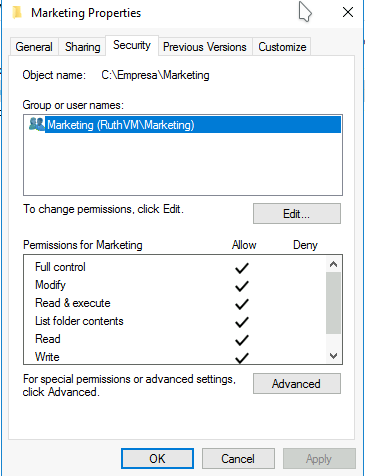 Marketing Properties
General
Sharing
Security
Previous Versions
Customize
Object name: C:\Empresa\Marketing
Group or user names:
Marketing (RuthVM\Marketing)
To change permissions, click Edit.
Edit...
Permissions for Marketing Allow Deny
Full control
Modify
Read & execute
List folder contents
Read
Write
For special permissions or advanced settings,
click Advanced.
Advanced
OK
Cancel
Apply